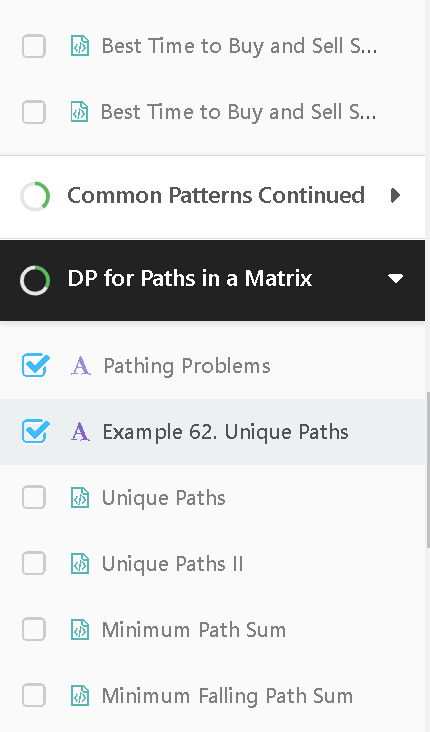 Best Time to Buy and Sell S...
Best Time to Buy and Sell S...
Common Patterns Continued
DP for Paths in a Matrix
A Pathing Problems
A Example 62. Unique Paths
Unique Paths
Unique Paths II
Minimum Path Sum
Minimum Falling Path Sum